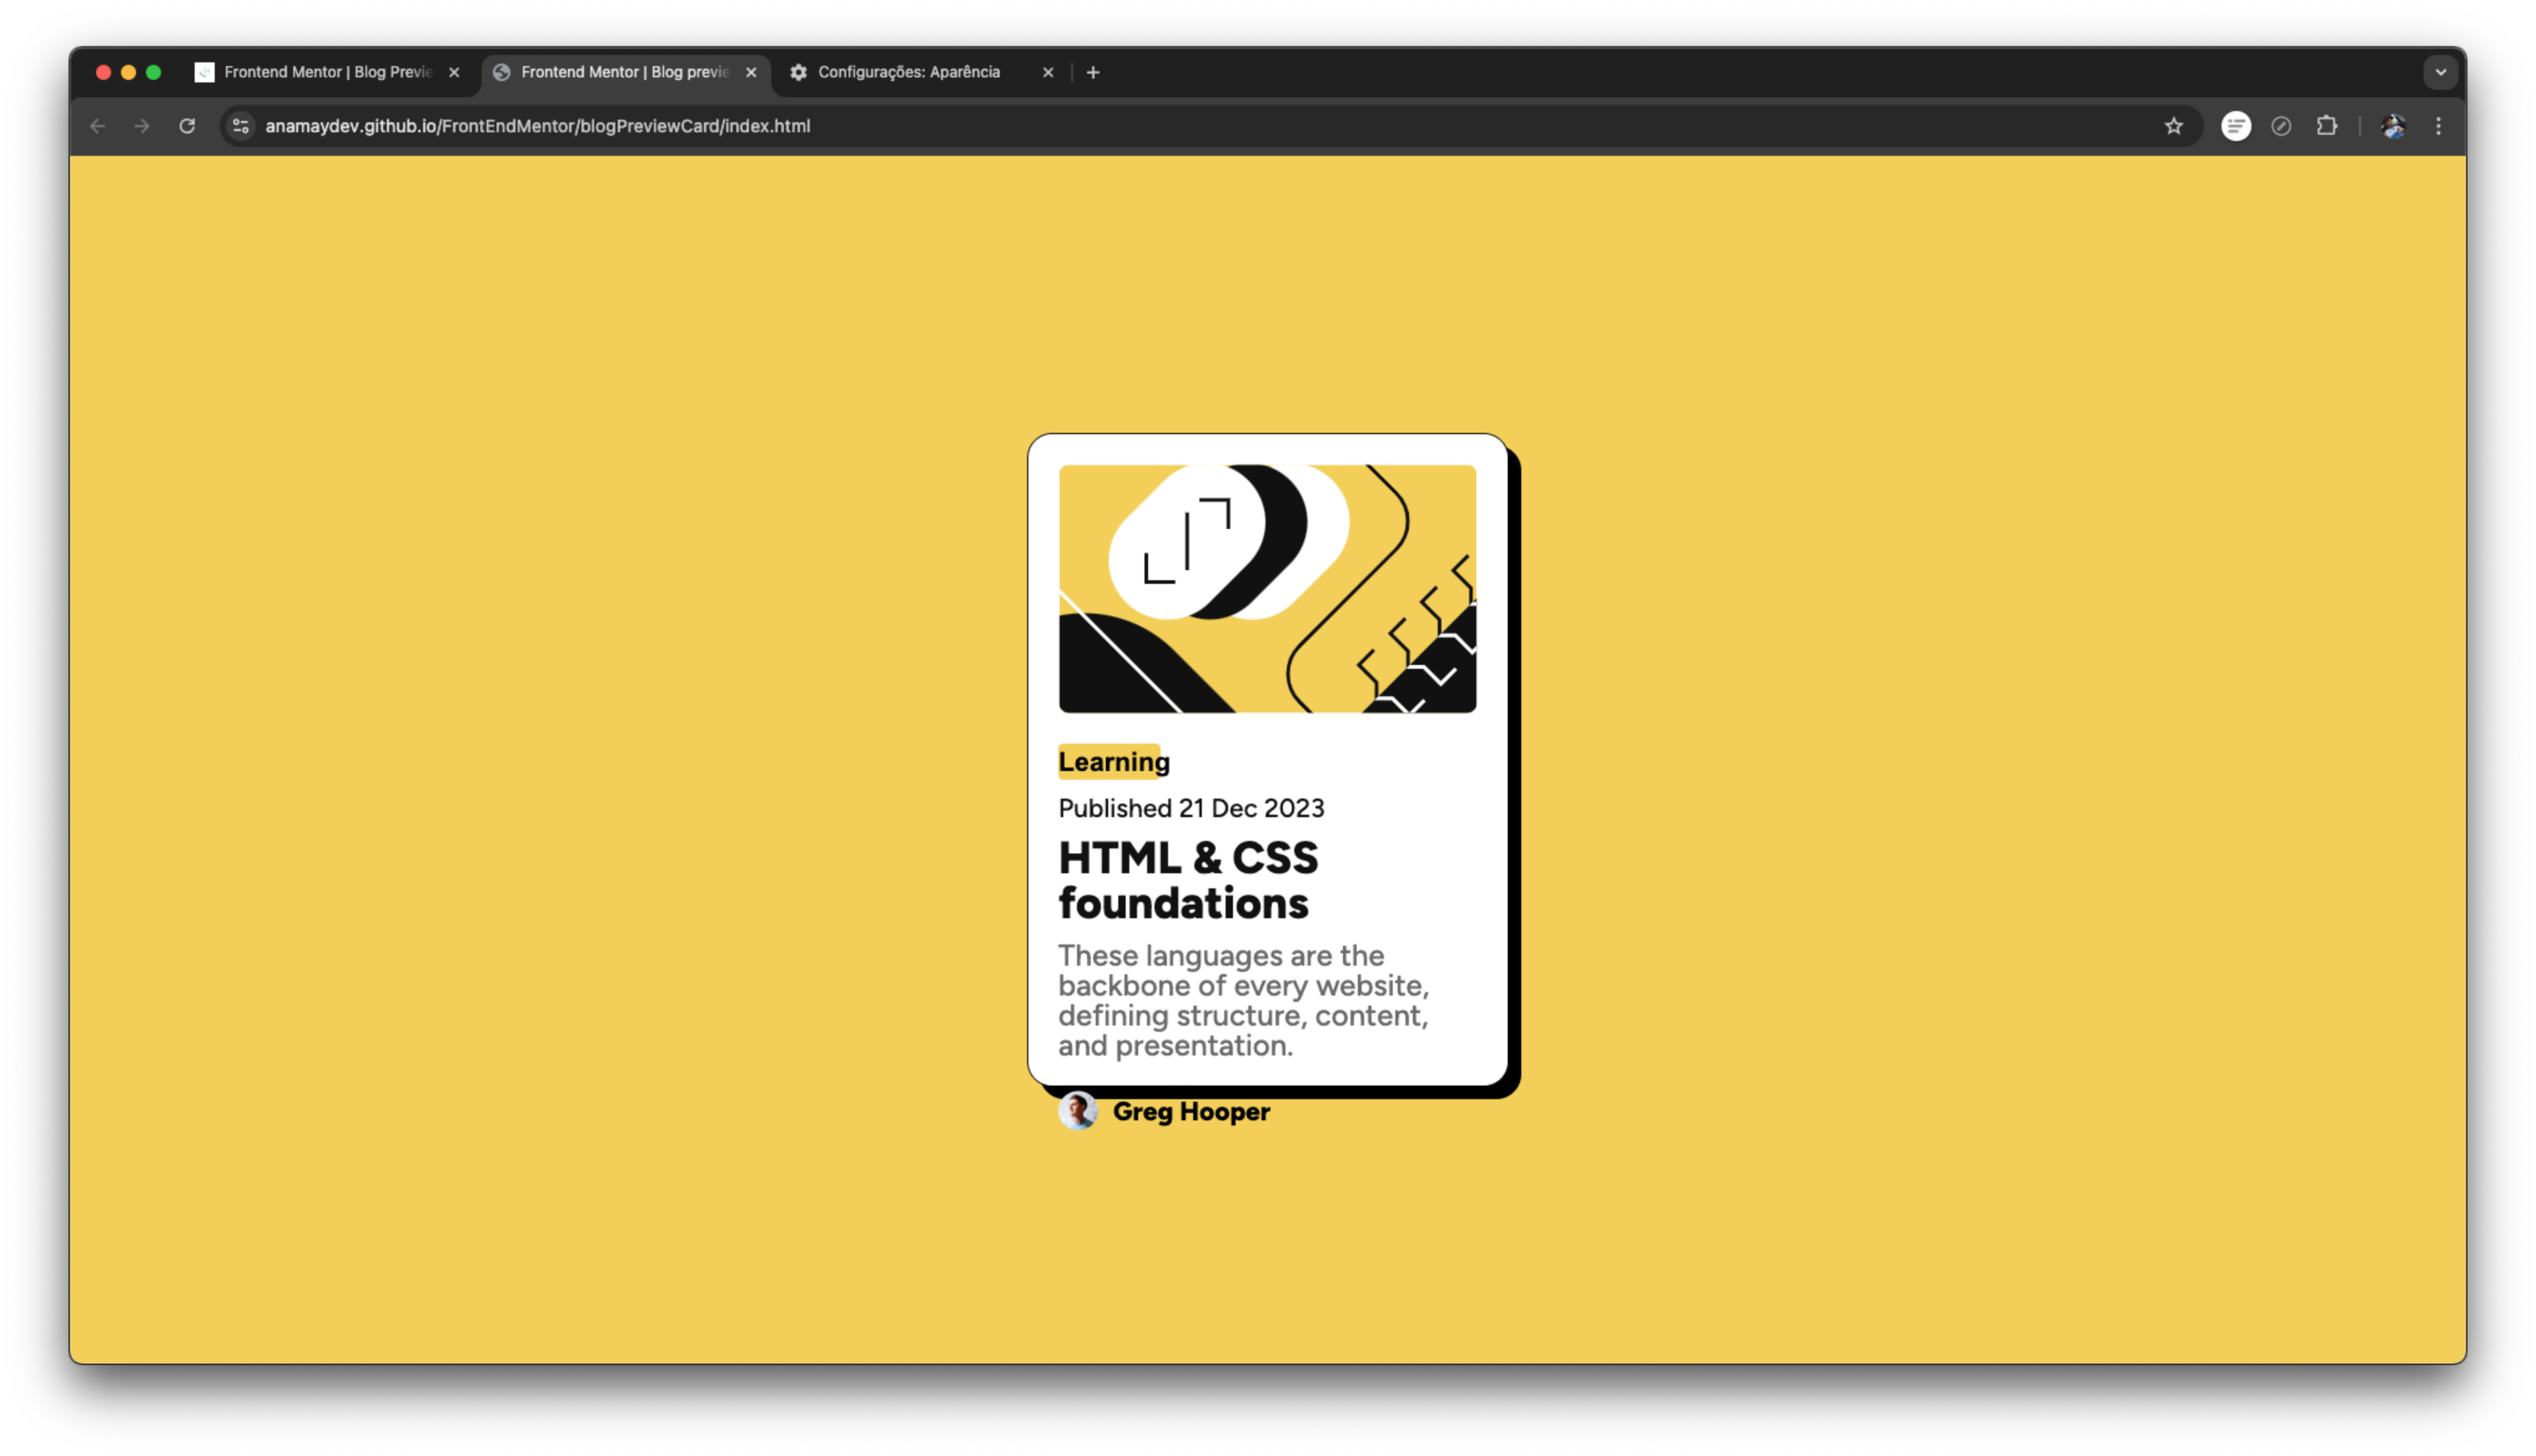 Frontend Mentor | Blog Previe
Frontend Mentor | Blog previe
Configurações: Aparência
anamaydev.github.io/FrontEndMentor/blogPreviewCard/index.html
Learning
Published 21 Dec 2023
HTML & CSS
foundations
These languages are the
backbone of every website,
defining structure, content,
and presentation.
Greg Hooper